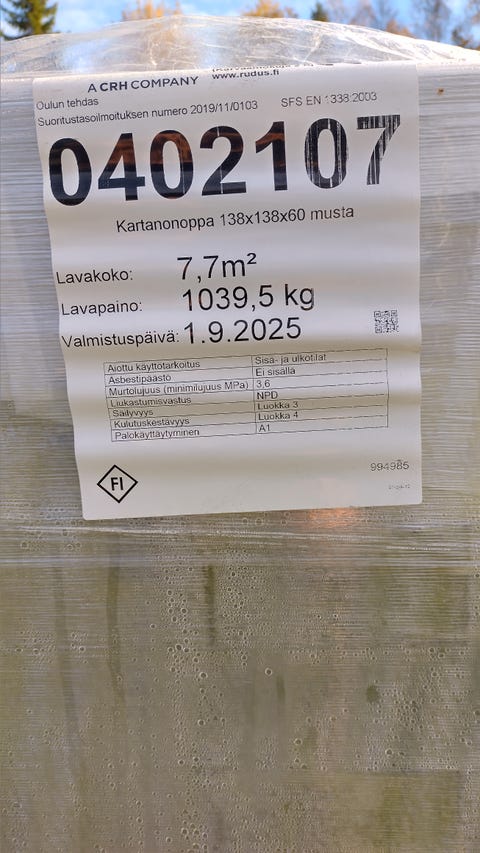 A CRH COMPANY
www.rudus.fi
Oulun tehdas
Suoritustasoilmoituksen numero 2019/11/0103 SFS EN 1338:2003
0402107
Kartanonoppa 138x138x60 musta
Lavakoko: 7,7m²
Lavapaino: 1039,5 kg
Valmistuspäivä: 1.9.2025
Aiottu käyttötarkoitus Sisä- ja ulkotilat
Asbestipäästö Ei sisällä
Murtolujuus (minimilujuus MPa) 3,6
Liukastumisvastus NPD
Säilyvyys Luokka 3
Kulutuskestävyys Luokka 4
Palokäyttäytyminen A1
FI
994985